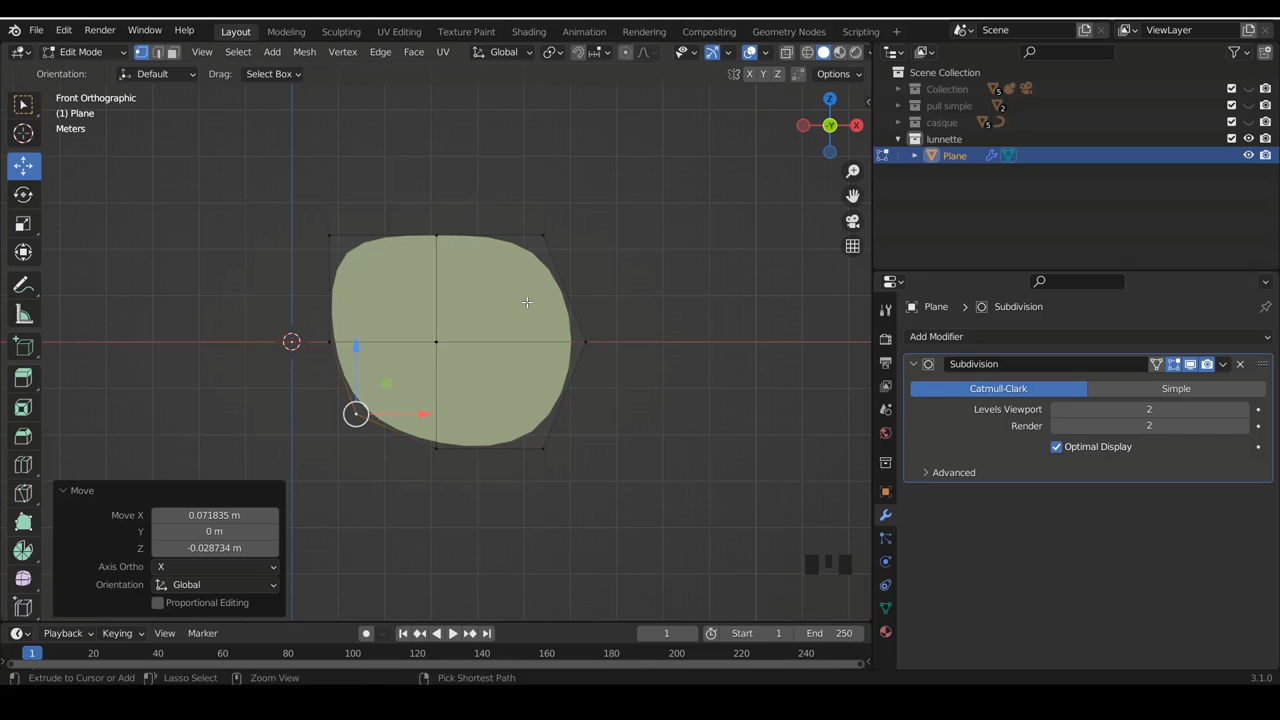 File Edit Render Window Help Layout Modeling Sculpting UV Editing Texture Paint Shading Animation Rendering Compositing Geometry Nodes Scripting Scene ViewLayer
Edit Mode View Select Add Mesh Vertex Edge Face UV Global
Orientation: Default Drag: Select Box X Y Z Options
Front Orthographic
(1) Plane
Meters
Z
X
-Y
Scene Collection
Collection 5
pull simple 2
casque 5
lunnette
Plane
Plane Subdivision
Add Modifier
Subdivision
Catmull-Clark Simple
Levels Viewport 2
Render 2
Optimal Display
Advanced
Move
Move X 0.071835 m
Y 0 m
Z -0.028734 m
Axis Ortho X
Orientation Global
Proportional Editing
Playback Keying View Marker 1 Start 1 End 250
1 20 40 60 80 100 120 140 160 180 200 220 240
Extrude to Cursor or Add Lasso Select Zoom View Pick Shortest Path 3.1.0